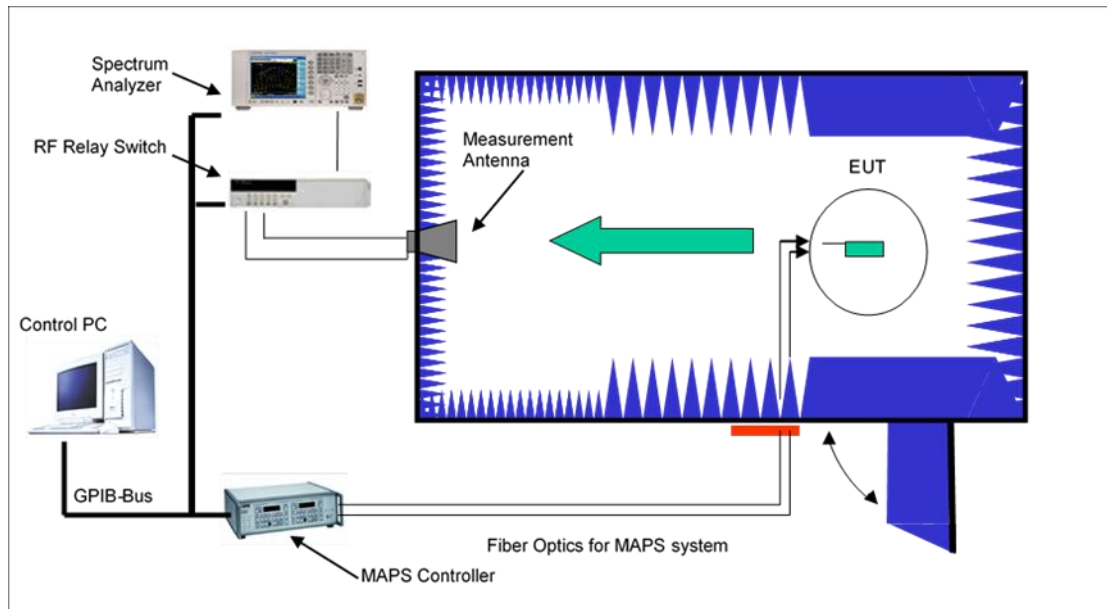 Spectrum
Analyzer
RF Relay Switch
Measurement
Antenna
EUT
Control PC
GPIB-Bus
Fiber Optics for MAPS system
MAPS Controller